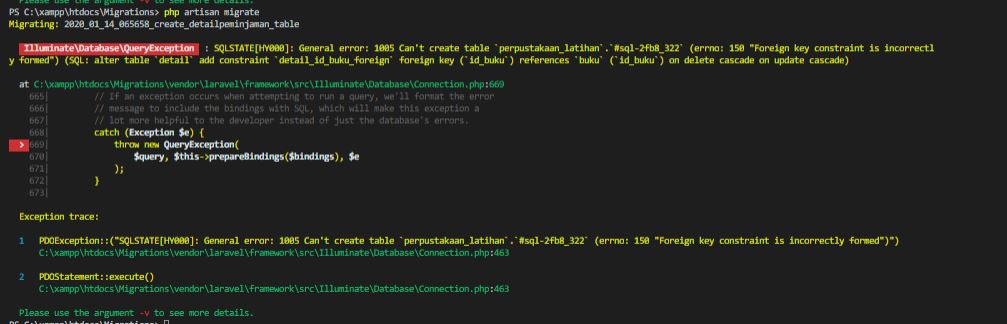 Please use the argument -v to see more details.
PS C:\xampp\htdocs\Migrations> php artisan migrate
Migrating: 2020_01_14_065658_create_detailpeminjaman_table
Illuminate\Database\QueryException : SQLSTATE[HY000]: General error: 1005 Can't create table `perpustakaan_latihan`.`#sql-2fb8_322` (errno: 150 "Foreign key constraint is incorrectl
y formed") (SQL: alter table `detail` add constraint `detail_id_buku_foreign` foreign key (`id_buku`) references `buku` (`id_buku`) on delete cascade on update cascade)
at C:\xampp\htdocs\Migrations\vendor\laravel\framework\src\Illuminate\Database\Connection.php:669
665| // If an exception occurs when attempting to run a query, we'll format the error
666| // message to include the bindings with SQL, which will make this exception a
667| // lot more helpful to the developer instead of just the database's errors.
668| catch (Exception $e) {
> 669| throw new QueryException(
670| $query, $this->prepareBindings($bindings), $e
671| );
672| }
673|
Exception trace:
1 PDOException::("SQLSTATE[HY000]: General error: 1005 Can't create table `perpustakaan_latihan`.`#sql-2fb8_322` (errno: 150 "Foreign key constraint is incorrectly formed")")
C:\xampp\htdocs\Migrations\vendor\laravel\framework\src\Illuminate\Database\Connection.php:463
2 PDOStatement::execute()
C:\xampp\htdocs\Migrations\vendor\laravel\framework\src\Illuminate\Database\Connection.php:463
Please use the argument -v to see more details.
PS C:\xampp\htdocs\Migrations>